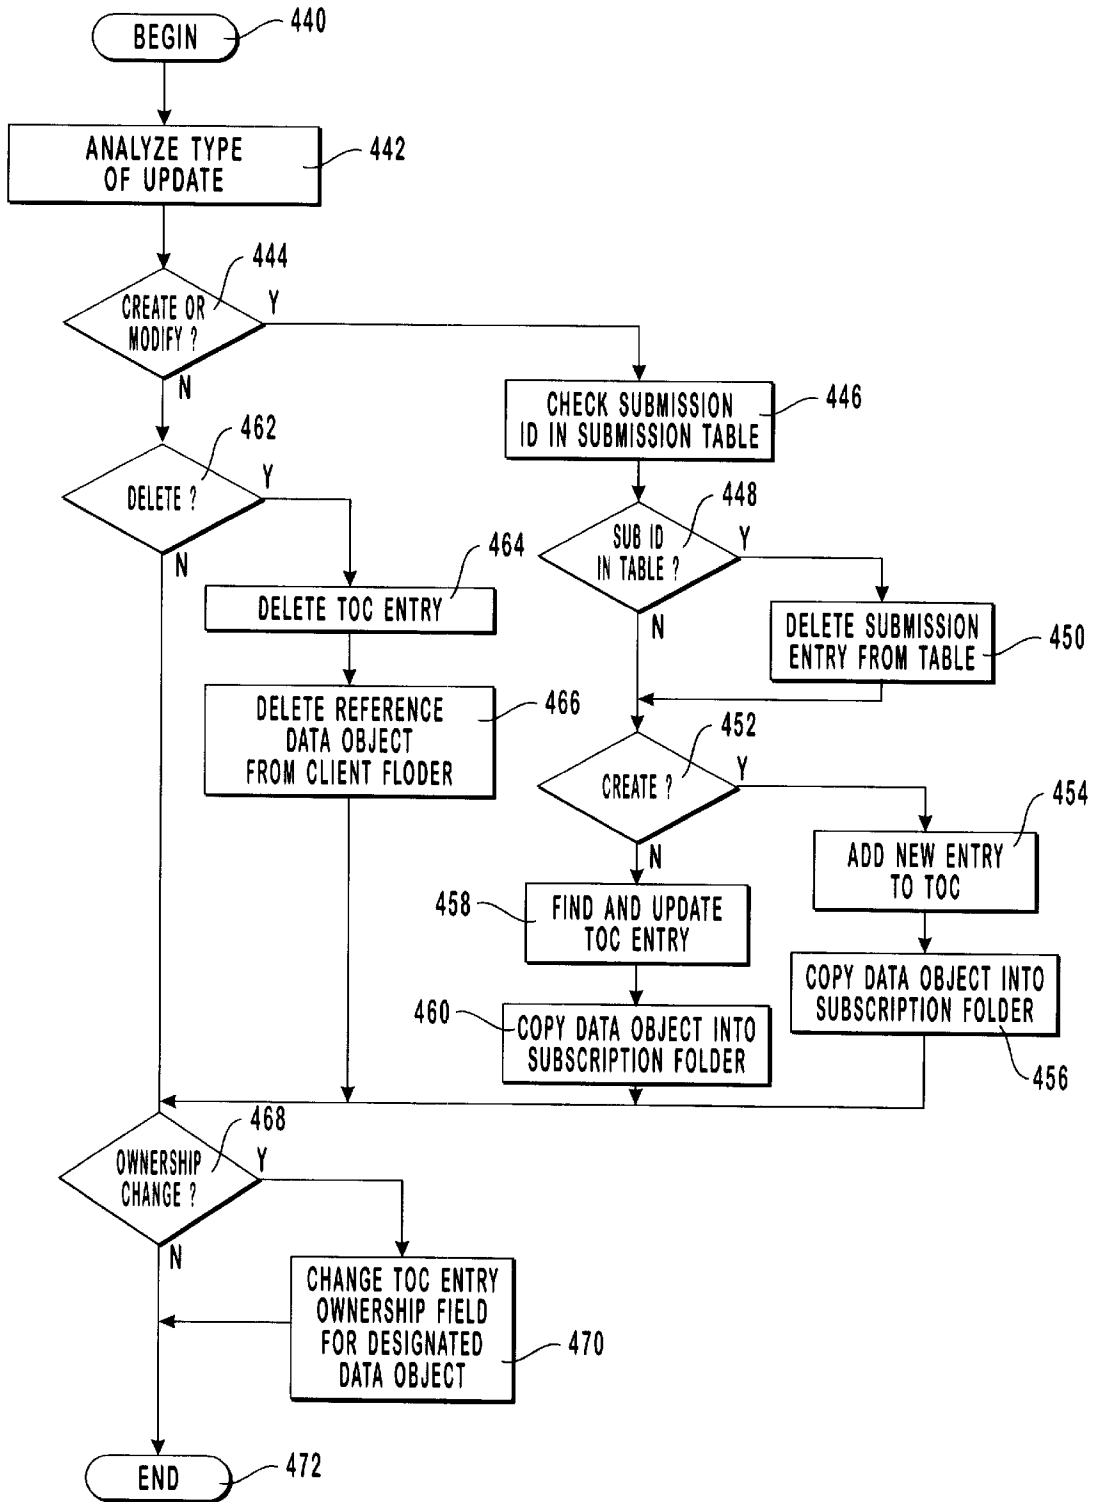 BEGIN
440
ANALYZE TYPE
OF UPDATE
442
444
CREATE OR
MODIFY ?
Y
N
CHECK SUBMISSION
ID IN SUBMISSION TABLE
446
462
DELETE ?
Y
N
448
SUB ID
IN TABLE ?
Y
N
464
DELETE TOC ENTRY
DELETE SUBMISSION
ENTRY FROM TABLE
450
DELETE REFERENCE
DATA OBJECT
FROM CLIENT FLODER
466
452
CREATE ?
Y
N
454
ADD NEW ENTRY
TO TOC
458
FIND AND UPDATE
TOC ENTRY
COPY DATA OBJECT INTO
SUBSCRIPTION FOLDER
456
460
COPY DATA OBJECT INTO
SUBSCRIPTION FOLDER
468
OWNERSHIP
CHANGE ?
Y
N
CHANGE TOC ENTRY
OWNERSHIP FIELD
FOR DESIGNATED
DATA OBJECT
470
END
472